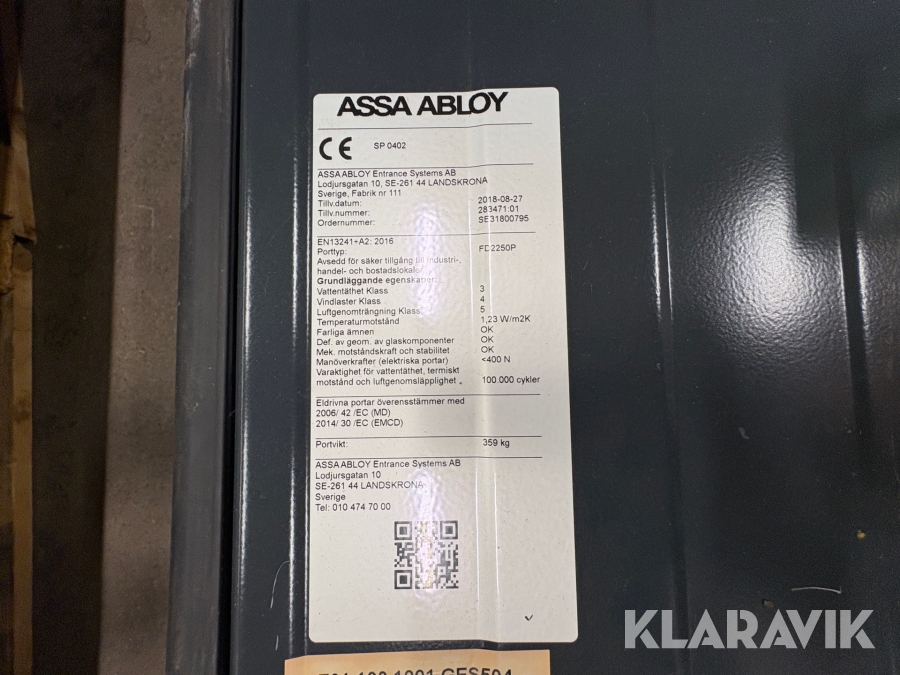 ASSA ABLOY
CE SP 0402
ASSA ABLOY Entrance Systems AB
Lodjursgatan 10, SE-261 44 LANDSKRONA
Sverige, Fabrik nr 111
Tillv.datum: 2018-08-27
Tillv.nummer: 283471:01
Ordernummer: SE31800795
EN13241+A2: 2016
Porttyp: FD2250P
Avsedd för säker tillgång till industri-,
handel- och bostadslokaler
Grundläggande egenskaper:
Vattentäthet Klass 3
Vindlaster Klass 4
Luftgenomträngning Klass 5
Temperaturmotstånd 1,23 W/m2K
Farliga ämnen OK
Def. av geom. av glaskomponenter OK
Mek. motståndskraft och stabilitet OK
Manöverkrafter (elektriska portar) <400 N
Varaktighet för vattentäthet, termiskt
motstånd och luftgenomsläpplighet 100.000 cykler
Eldrivna portar överensstämmer med
2006/ 42 /EC (MD)
2014/ 30 /EC (EMCD)
Portvikt: 359 kg
ASSA ABLOY Entrance Systems AB
Lodjursgatan 10
SE-261 44 LANDSKRONA
Sverige
Tel: 010 474 70 00
KLARAVIK